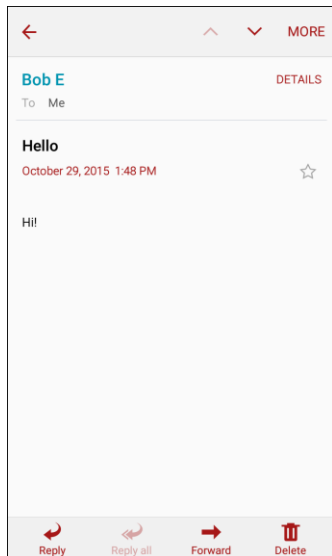 MORE
Bob E DETAILS
To Me
Hello
October 29, 2015 1:48 PM
Hi!
Reply Reply all Forward Delete